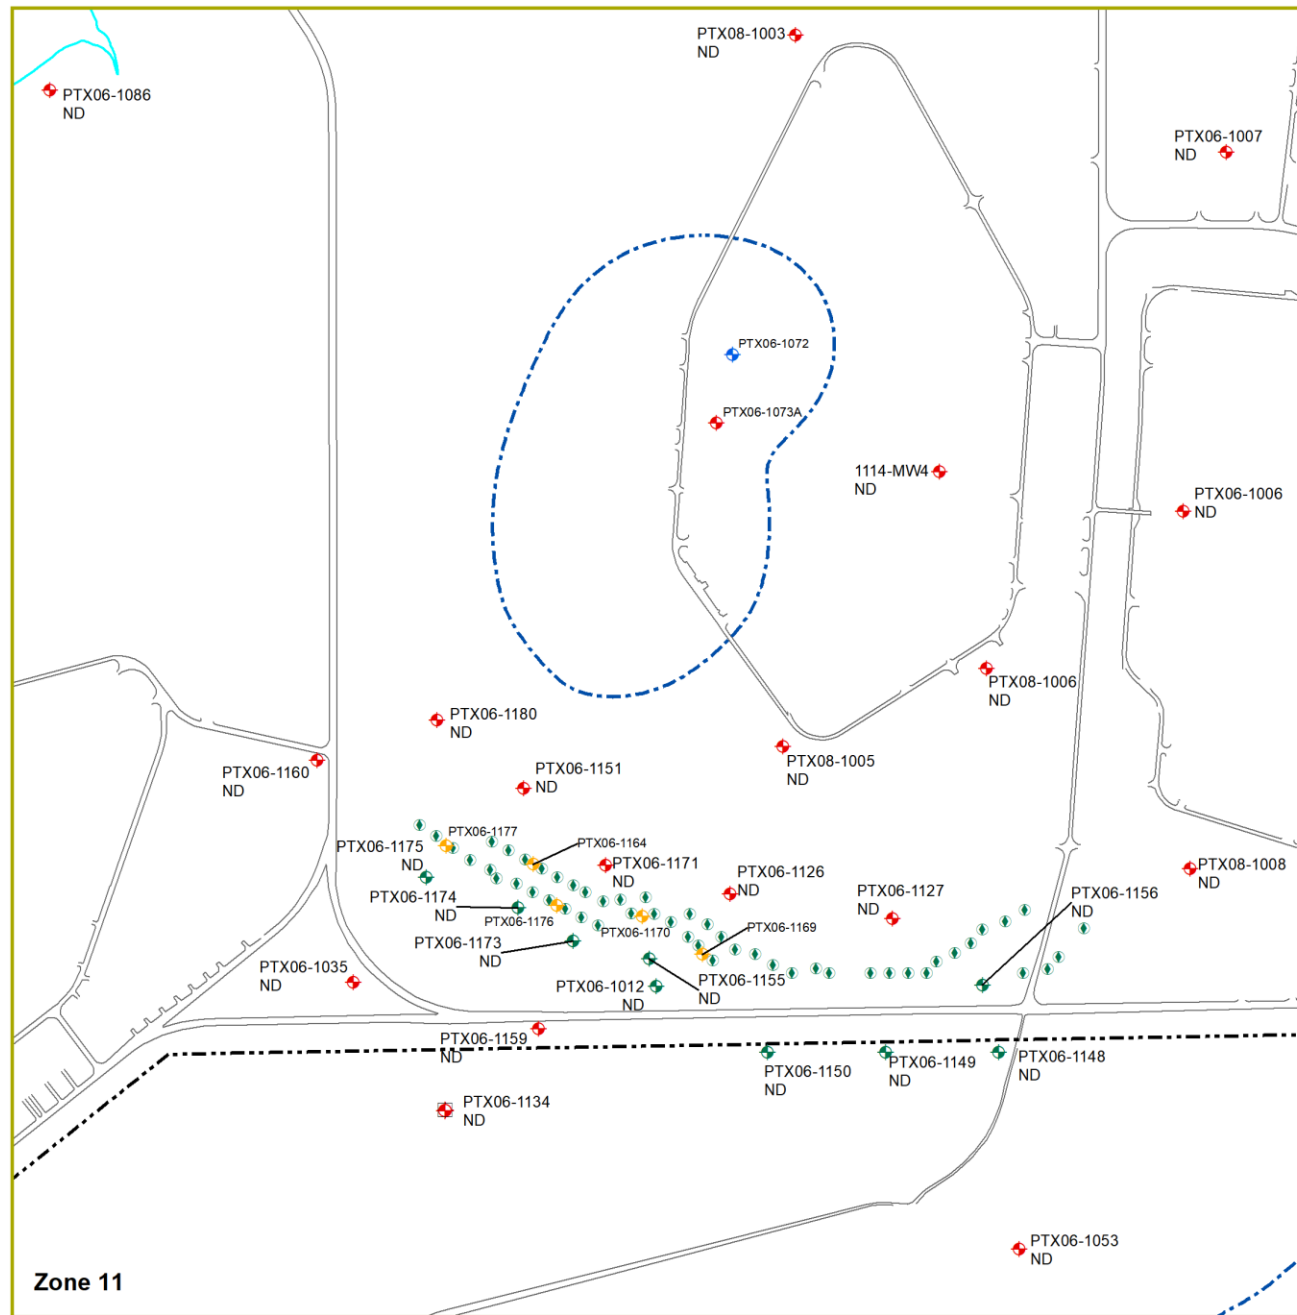 PTX08-1003
ND
PTX06-1086
ND
PTX06-1007
ND
PTX06-1072
PTX06-1073A
1114-MW4
ND
PTX06-1006
ND
PTX08-1006
ND
PTX06-1180
ND
PTX08-1005
ND
PTX06-1160
ND
PTX06-1151
ND
PTX06-1177
PTX06-1164
PTX06-1175
ND
PTX06-1171
ND
PTX06-1126
ND
PTX06-1127
ND
PTX08-1008
ND
PTX06-1156
ND
PTX06-1174
ND
PTX06-1176
PTX06-1170
PTX06-1169
PTX06-1173
ND
PTX06-1035
ND
PTX06-1155
ND
PTX06-1012
ND
PTX06-1159
ND
PTX06-1150
ND
PTX06-1149
ND
PTX06-1148
ND
PTX06-1134
ND
PTX06-1053
ND
Zone 11